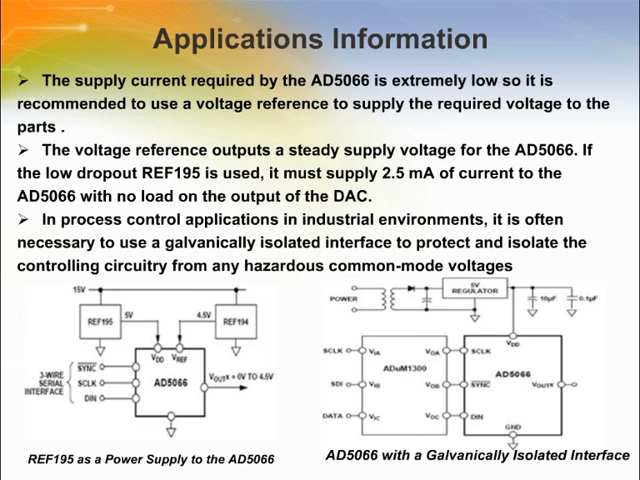 Applications Information
➢ The supply current required by the AD5066 is extremely low so it is
recommended to use a voltage reference to supply the required voltage to the
parts .
➢ The voltage reference outputs a steady supply voltage for the AD5066. If
the low dropout REF195 is used, it must supply 2.5 mA of current to the
AD5066 with no load on the output of the DAC.
➢ In process control applications in industrial environments, it is often
necessary to use a galvanically isolated interface to protect and isolate the
controlling circuitry from any hazardous common-mode voltages
15V
REF195
5V
4.5V
REF194
VDD VREF
3-WIRE
SERIAL
INTERFACE
SYNC
SCLK
DIN
AD5066
VOUTX = 0V TO 4.5V
REF195 as a Power Supply to the AD5066
POWER
5V
REGULATOR
10µF
0.1µF
VDD
SCLK
VIA
VOA
SCLK
ADuM1300
AD5066
SDI
VIB
VOB
SYNC
VOUTX
DATA
VIC
VOC
DIN
GND
AD5066 with a Galvanically Isolated Interface